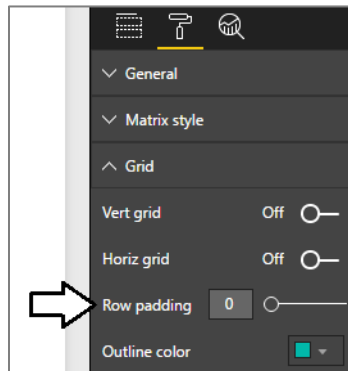 General
Matrix style
Grid
Vert grid Off
Horiz grid Off
Row padding 0
Outline color